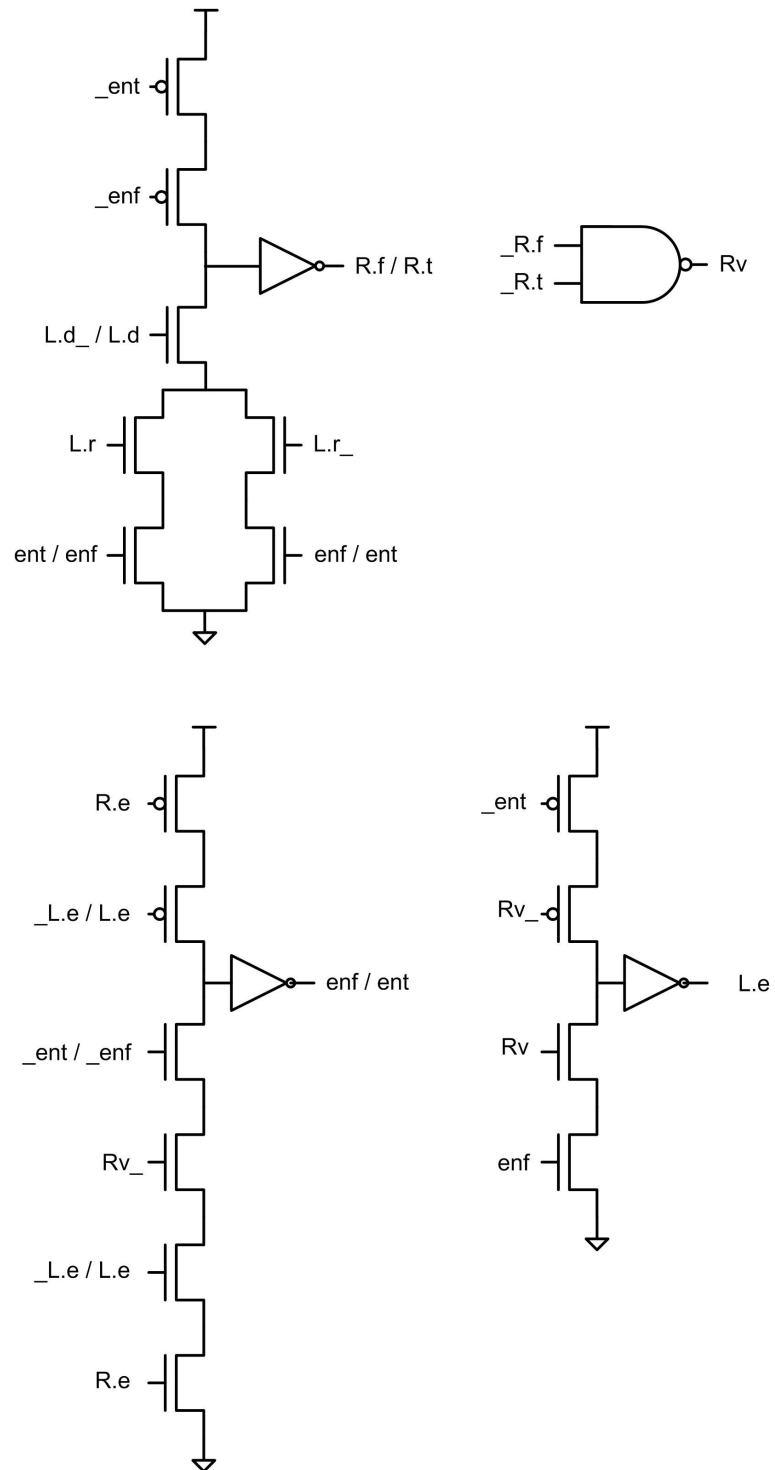 _ent
_enf
R.f / R.t
L.d_ / L.d
L.r
L.r_
ent / enf
enf / ent
_R.f
_R.t
Rv
R.e
_L.e / L.e
enf / ent
_ent / _enf
Rv_
_L.e / L.e
R.e
_ent
Rv_
L.e
Rv
enf